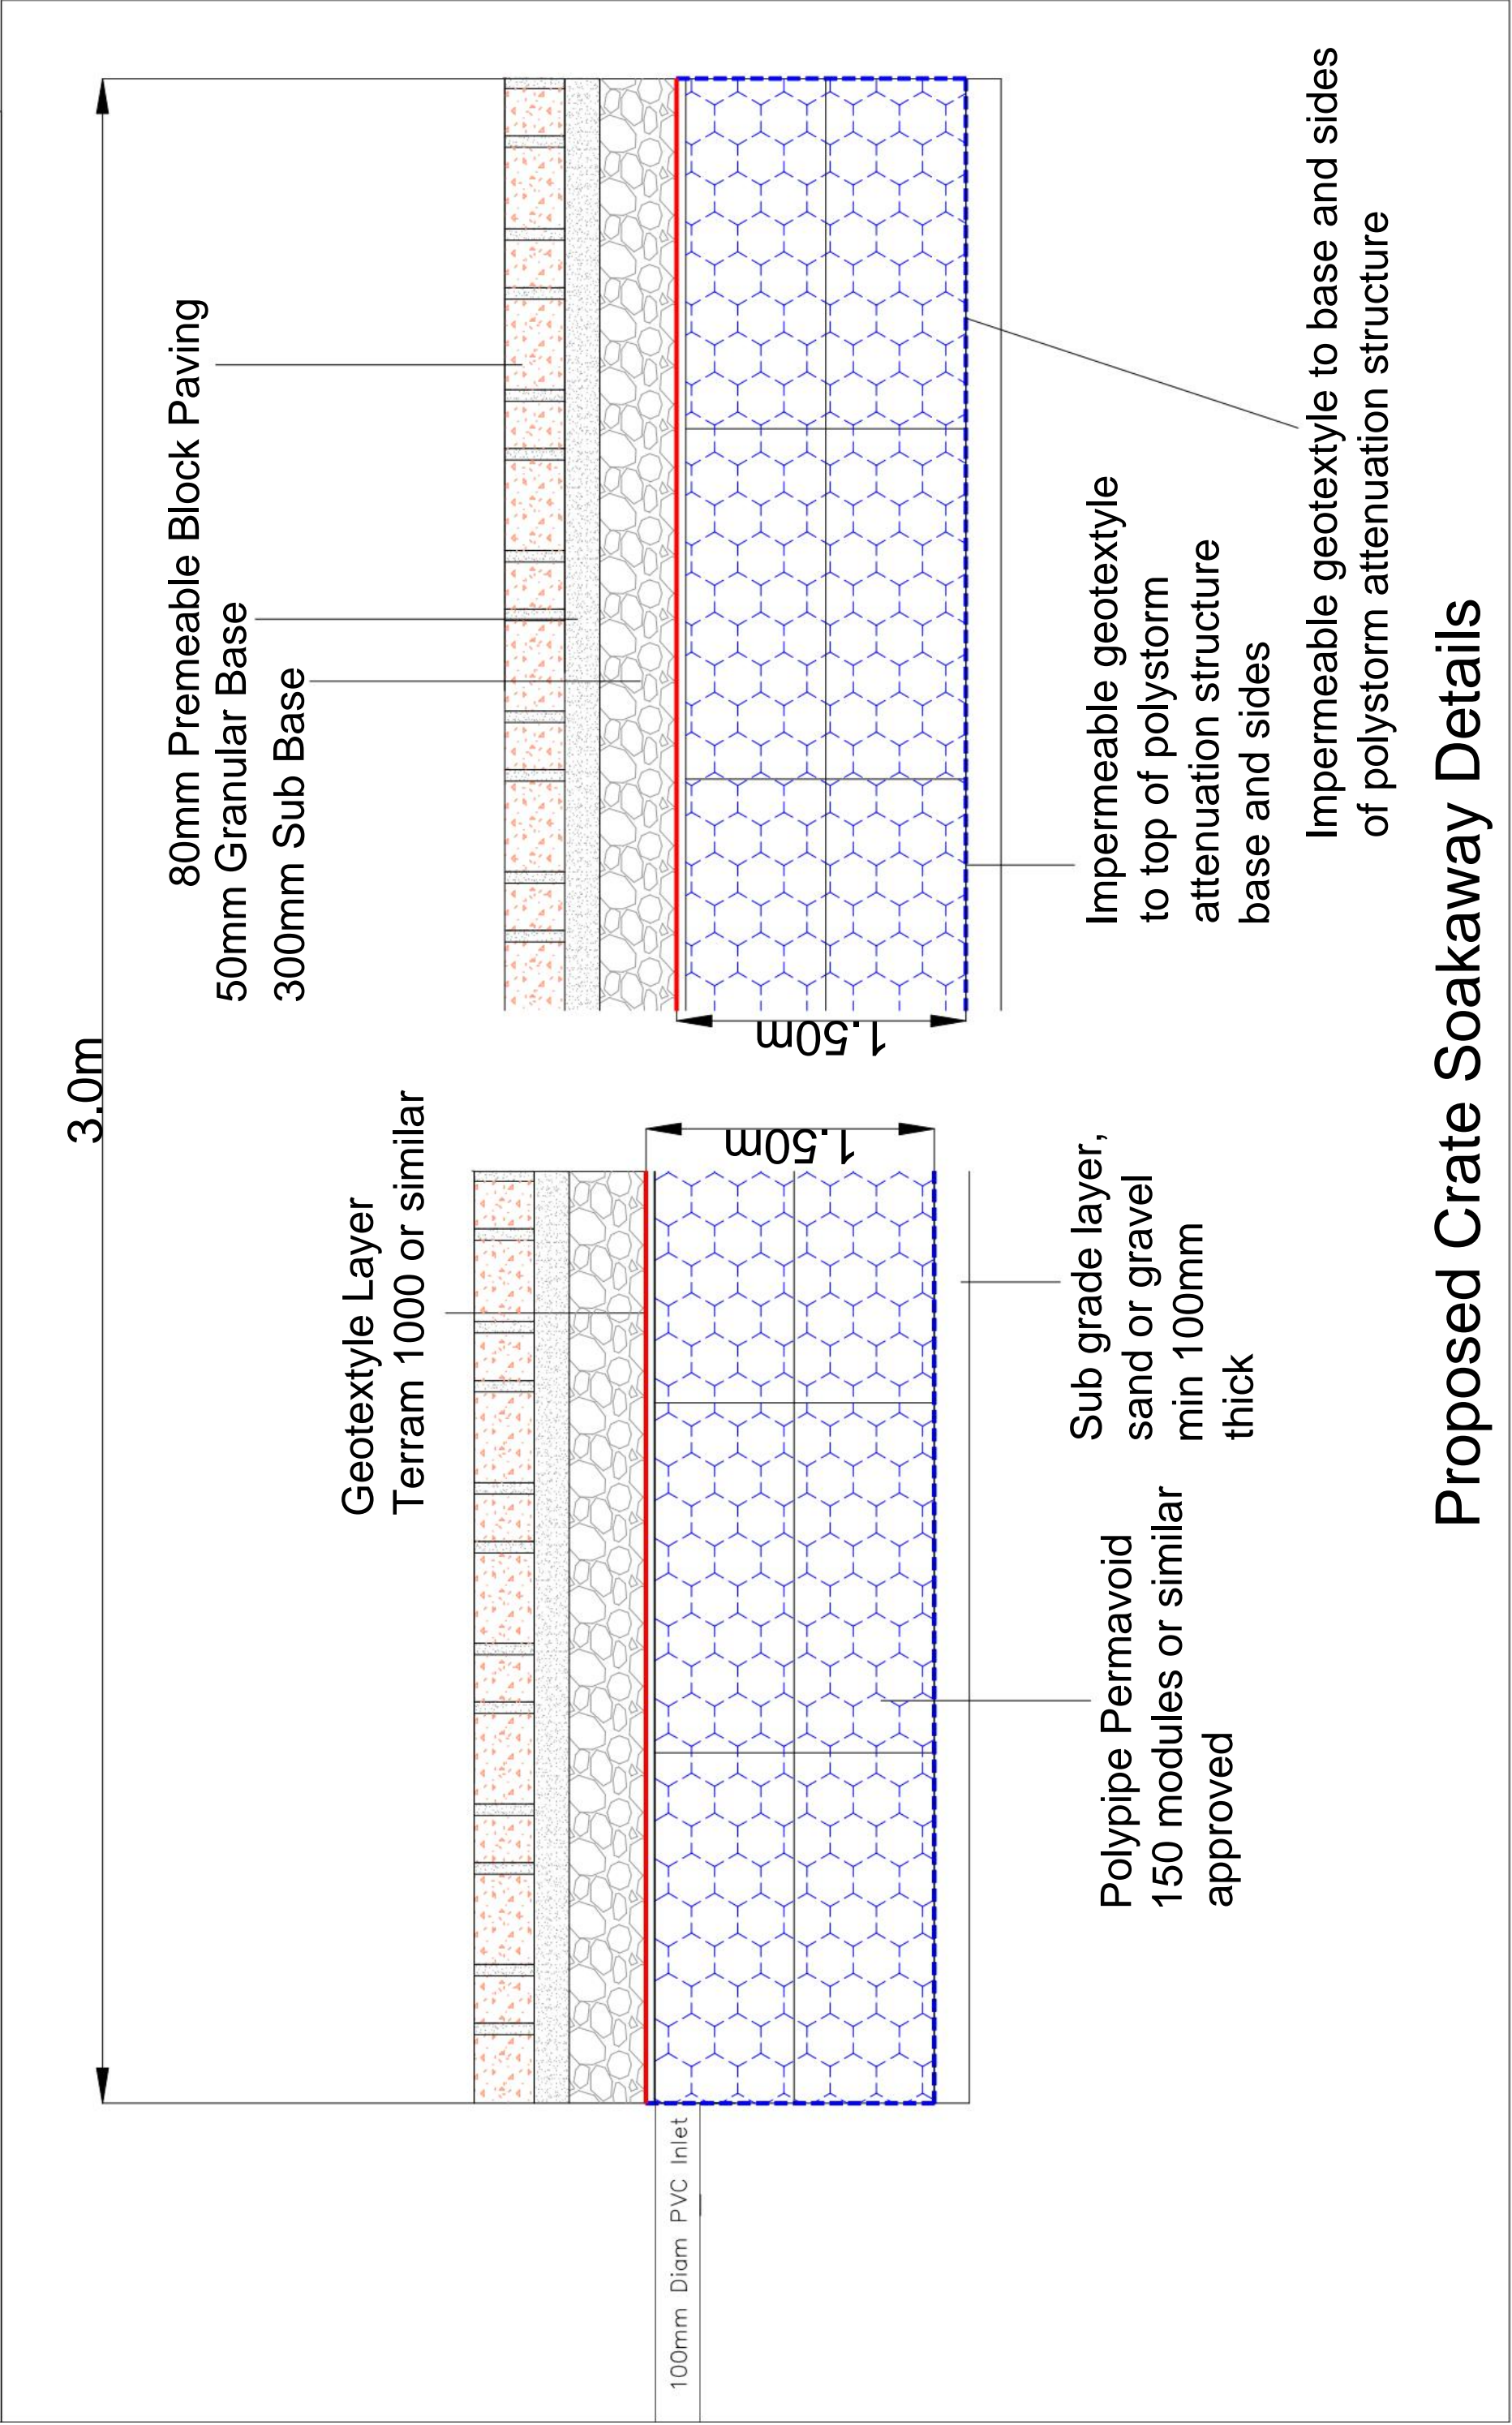 3.0m
80mm Premeable Block Paving
50mm Granular Base
300mm Sub Base
Geotextyle Layer
Terram 1000 or similar
1.50m
1.50m
100mm Diam PVC Inlet
Polypipe Permavoid
150 modules or similar
approved
Sub grade layer,
sand or gravel
min 100mm
thick
Impermeable geotextyle
to top of polystorm
attenuation structure
base and sides
Impermeable geotextyle to base and sides
of polystorm attenuation structure
Proposed Crate Soakaway Details